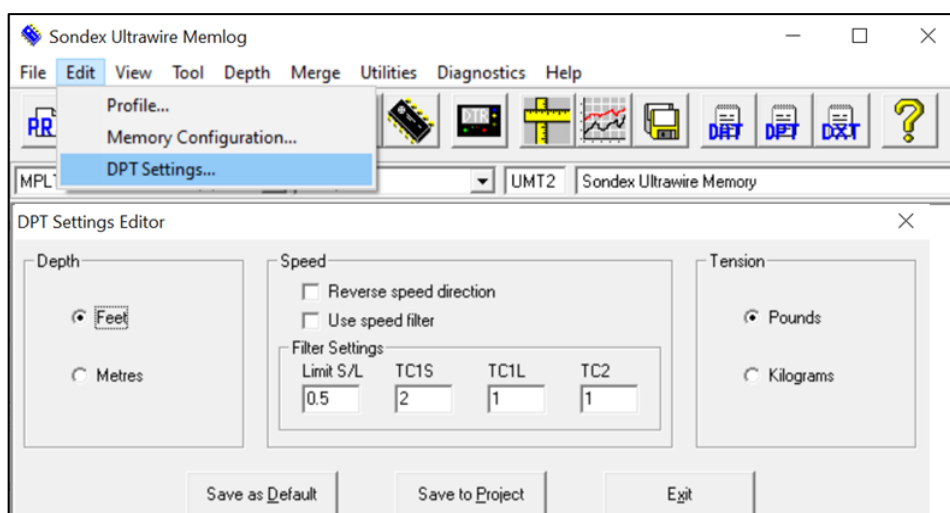 Sondex Ultrawire Memlog
File Edit View Tool Depth Merge Utilities Diagnostics Help
Profile...
Memory Configuration...
DPT Settings...
PR DTR DAT DPT DXT ?
MPLT UMT2 Sondex Ultrawire Memory
DPT Settings Editor
Depth Speed Tension
Reverse speed direction
Feet Use speed filter Pounds
Filter Settings
Metres Limit S/L TC1S TC1L TC2 Kilograms
0.5 2 1 1
Save as Default Save to Project Exit